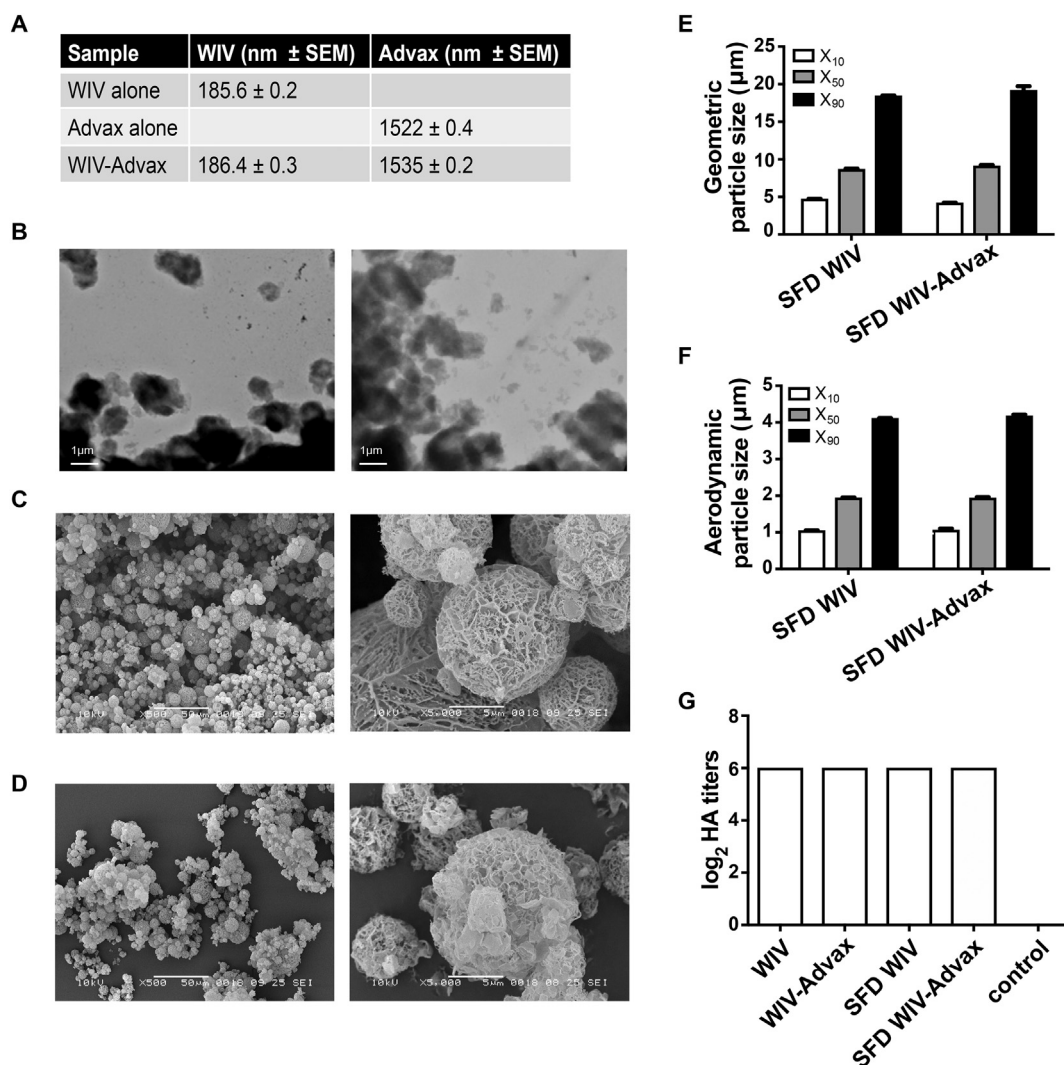 A
Sample WIV (nm ± SEM) Advax (nm ± SEM)
WIV alone 185.6 ± 0.2
Advax alone 1522 ± 0.4
WIV-Advax 186.4 ± 0.3 1535 ± 0.2
B
1µm
1µm
C
10kV X500 50µm 0018 09 25 SEI
10kV X5,000 5µm 0018 09 25 SEI
D
10kV X500 50µm 0018 09 25 SEI
10kV X5,000 5µm 0018 08 25 SEI
E
Geometric
particle size (µm)
25
20
15
10
5
0
X10
X50
X90
SFD WIV
SFD WIV-Advax
F
Aerodynamic
particle size (µm)
5
4
3
2
1
0
X10
X50
X90
SFD WIV
SFD WIV-Advax
G
log2 HA titers
8
6
4
2
0
WIV
WIV-Advax
SFD WIV
SFD WIV-Advax
control